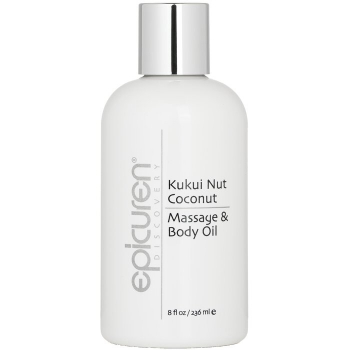 epicuren®
DISCOVERY
Kukui Nut
Coconut
Massage &
Body Oil
8 fl oz / 236 ml e